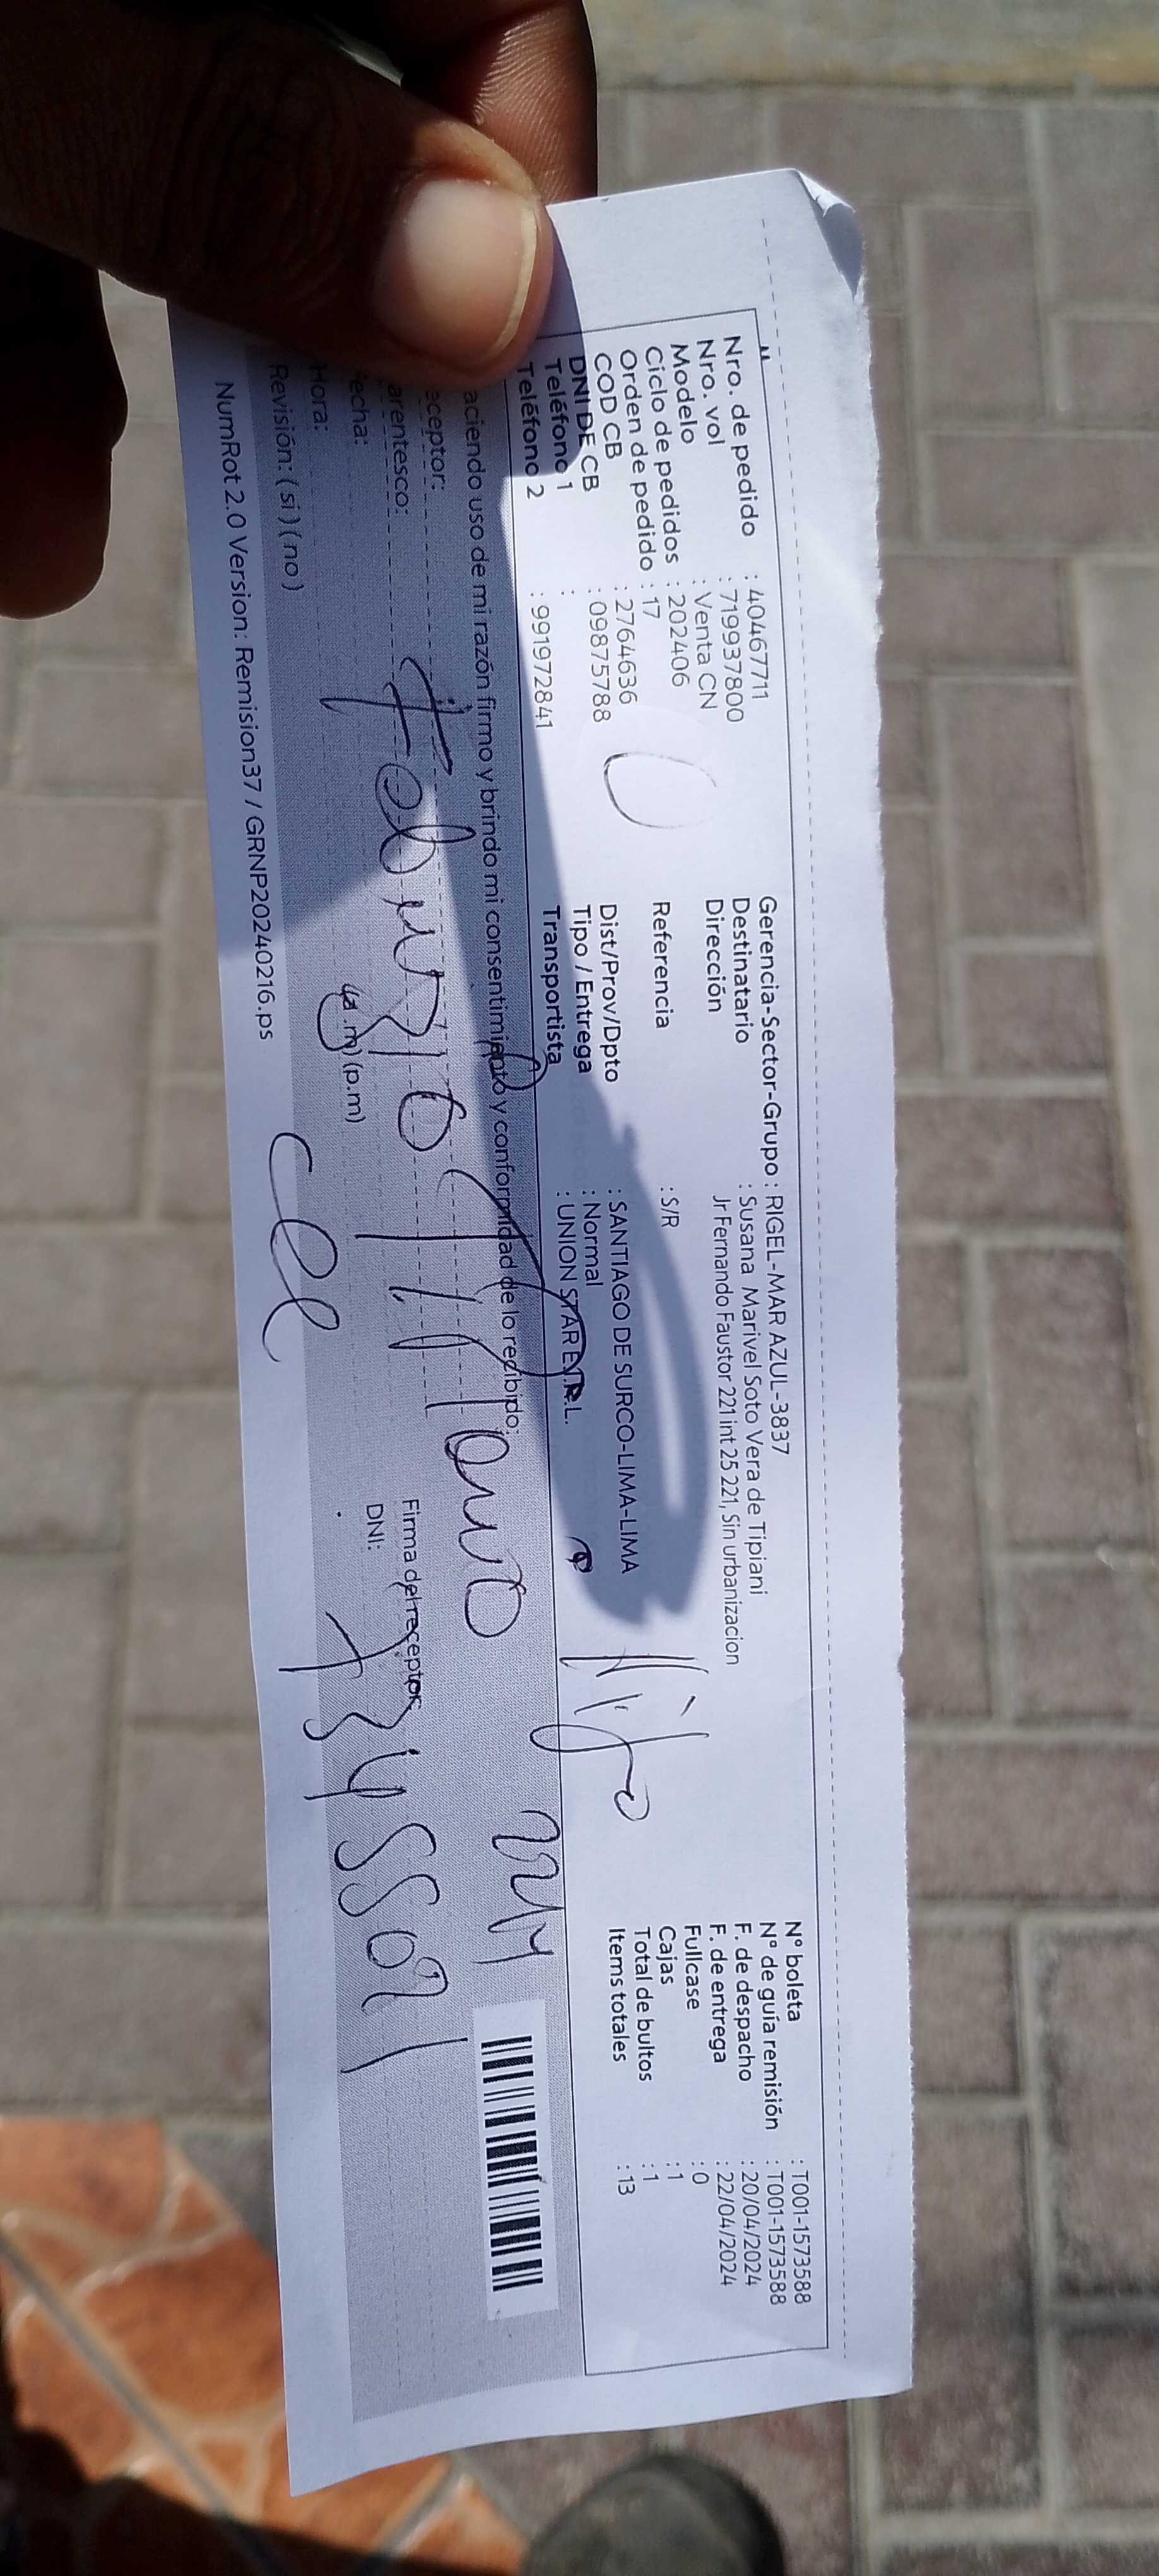 Nro. de pedido : 40467711
Nro. vol : 719937800
Modelo : Venta CN
Ciclo de pedidos : 202406
Orden de pedido : 17
COD CB : 2764636
DNI DE CB : 09875788
Teléfono 1 :
Teléfono 2 : 991972841
Gerencia-Sector-Grupo : RIGEL-MAR AZUL-3837
Destinatario : Susana Marivel Soto Vera de Tipiani
Dirección Jr Fernando Faustor 221 int 25 221, Sin urbanizacion
Referencia : S/R
Dist/Prov/Dpto : SANTIAGO DE SURCO-LIMA-LIMA
Tipo / Entrega : Normal
Transportista : UNION STAR E.I.R.L.
Hijo
N° boleta : T001-1573588
N° de guía remisión : T001-1573588
F. de despacho : 20/04/2024
F. de entrega : 22/04/2024
Fullcase : 0
Cajas : 1
Total de bultos : 1
Items totales : 13
aciendo uso de mi razón firmo y brindo mi consentimiento y conformidad de lo recibido:
eceptor:
arentesco:
echa:
Hora: (a.m) (p.m)
Revisión: ( si ) ( no )
Firma del receptor
DNI:
NumRot 2.0 Version: Remision37 / GRNP20240216.ps